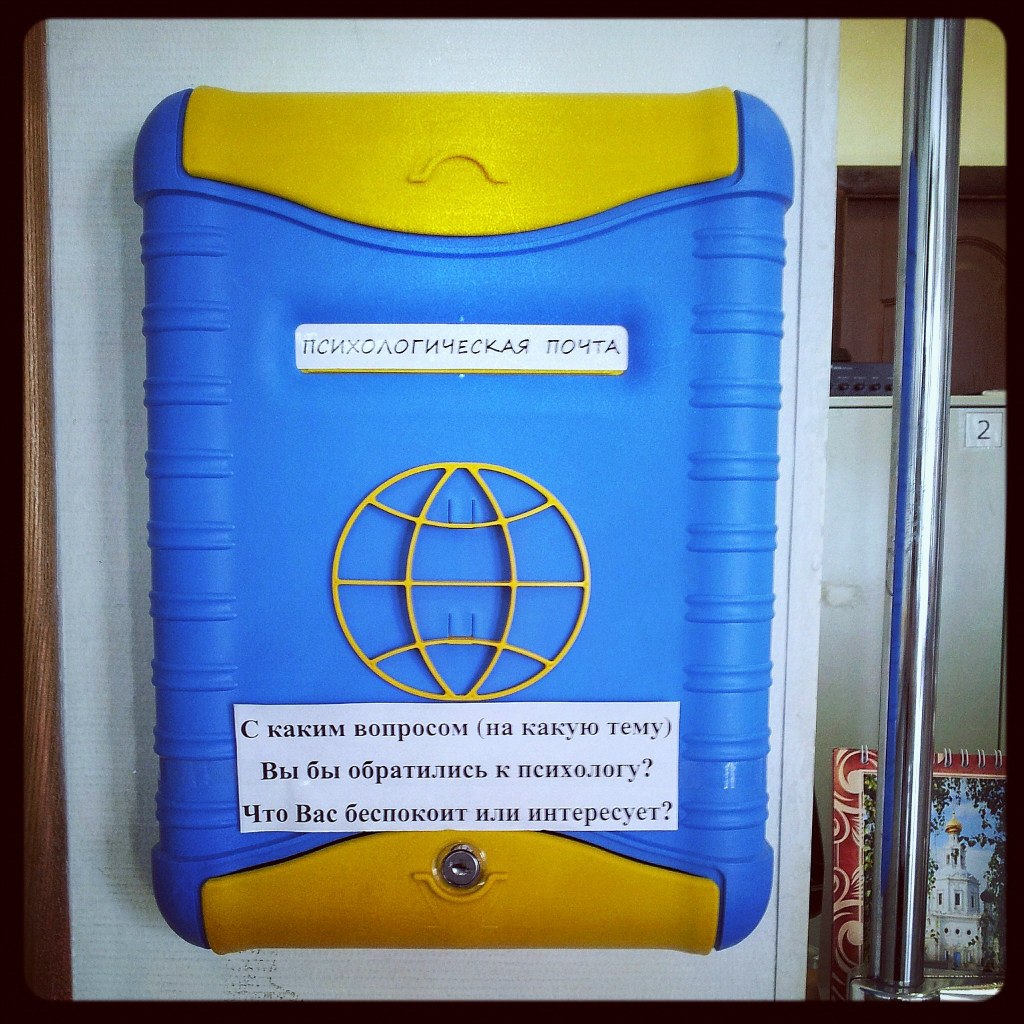 ПСИХОЛОГИЧЕСКАЯ ПОЧТА
2
С каким вопросом (на какую тему)
Вы бы обратились к психологу?
Что Вас беспокоит или интересует?